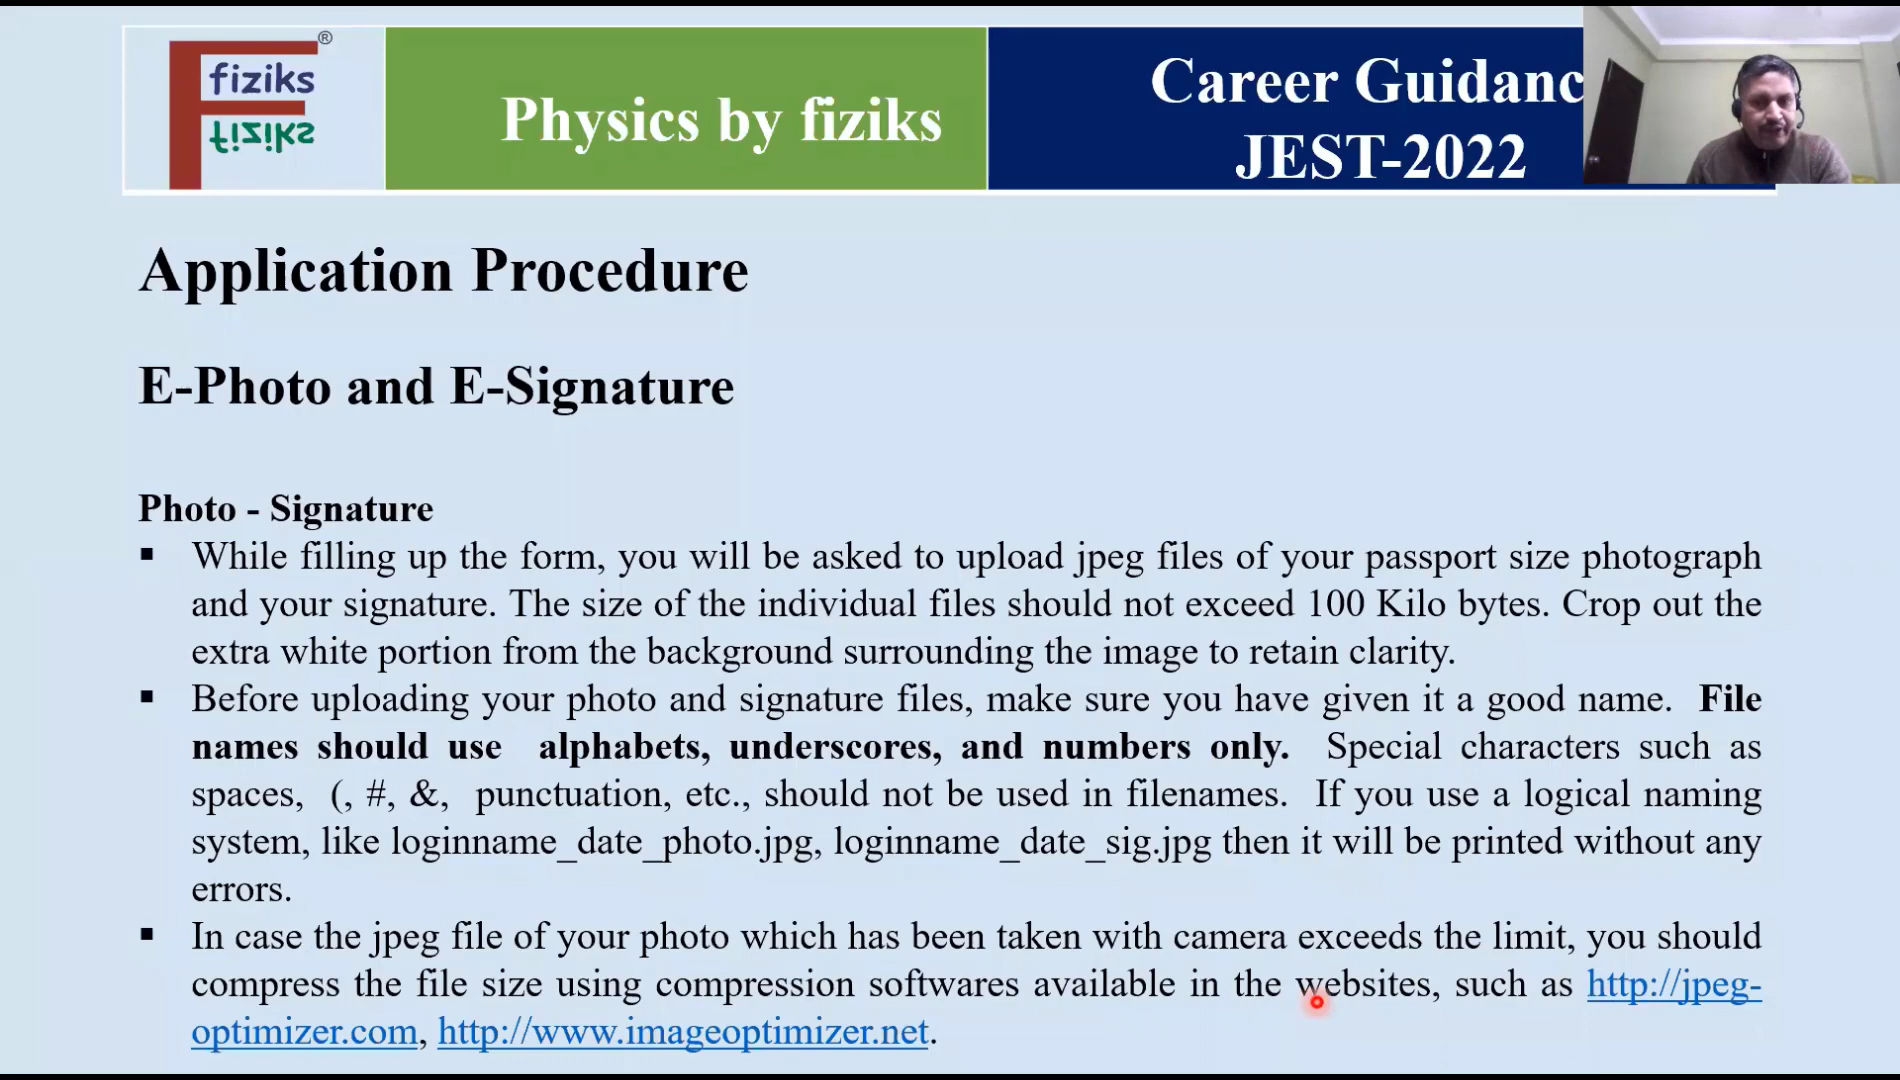 ®
fiziks
fiziks
Physics by fiziks
Career Guidanc
JEST-2022
Application Procedure
E-Photo and E-Signature
Photo - Signature
▪ While filling up the form, you will be asked to upload jpeg files of your passport size photograph
and your signature. The size of the individual files should not exceed 100 Kilo bytes. Crop out the
extra white portion from the background surrounding the image to retain clarity.
▪ Before uploading your photo and signature files, make sure you have given it a good name. File
names should use alphabets, underscores, and numbers only. Special characters such as
spaces, (, #, &, punctuation, etc., should not be used in filenames. If you use a logical naming
system, like loginname_date_photo.jpg, loginname_date_sig.jpg then it will be printed without any
errors.
▪ In case the jpeg file of your photo which has been taken with camera exceeds the limit, you should
compress the file size using compression softwares available in the websites, such as http://jpeg-
optimizer.com, http://www.imageoptimizer.net.